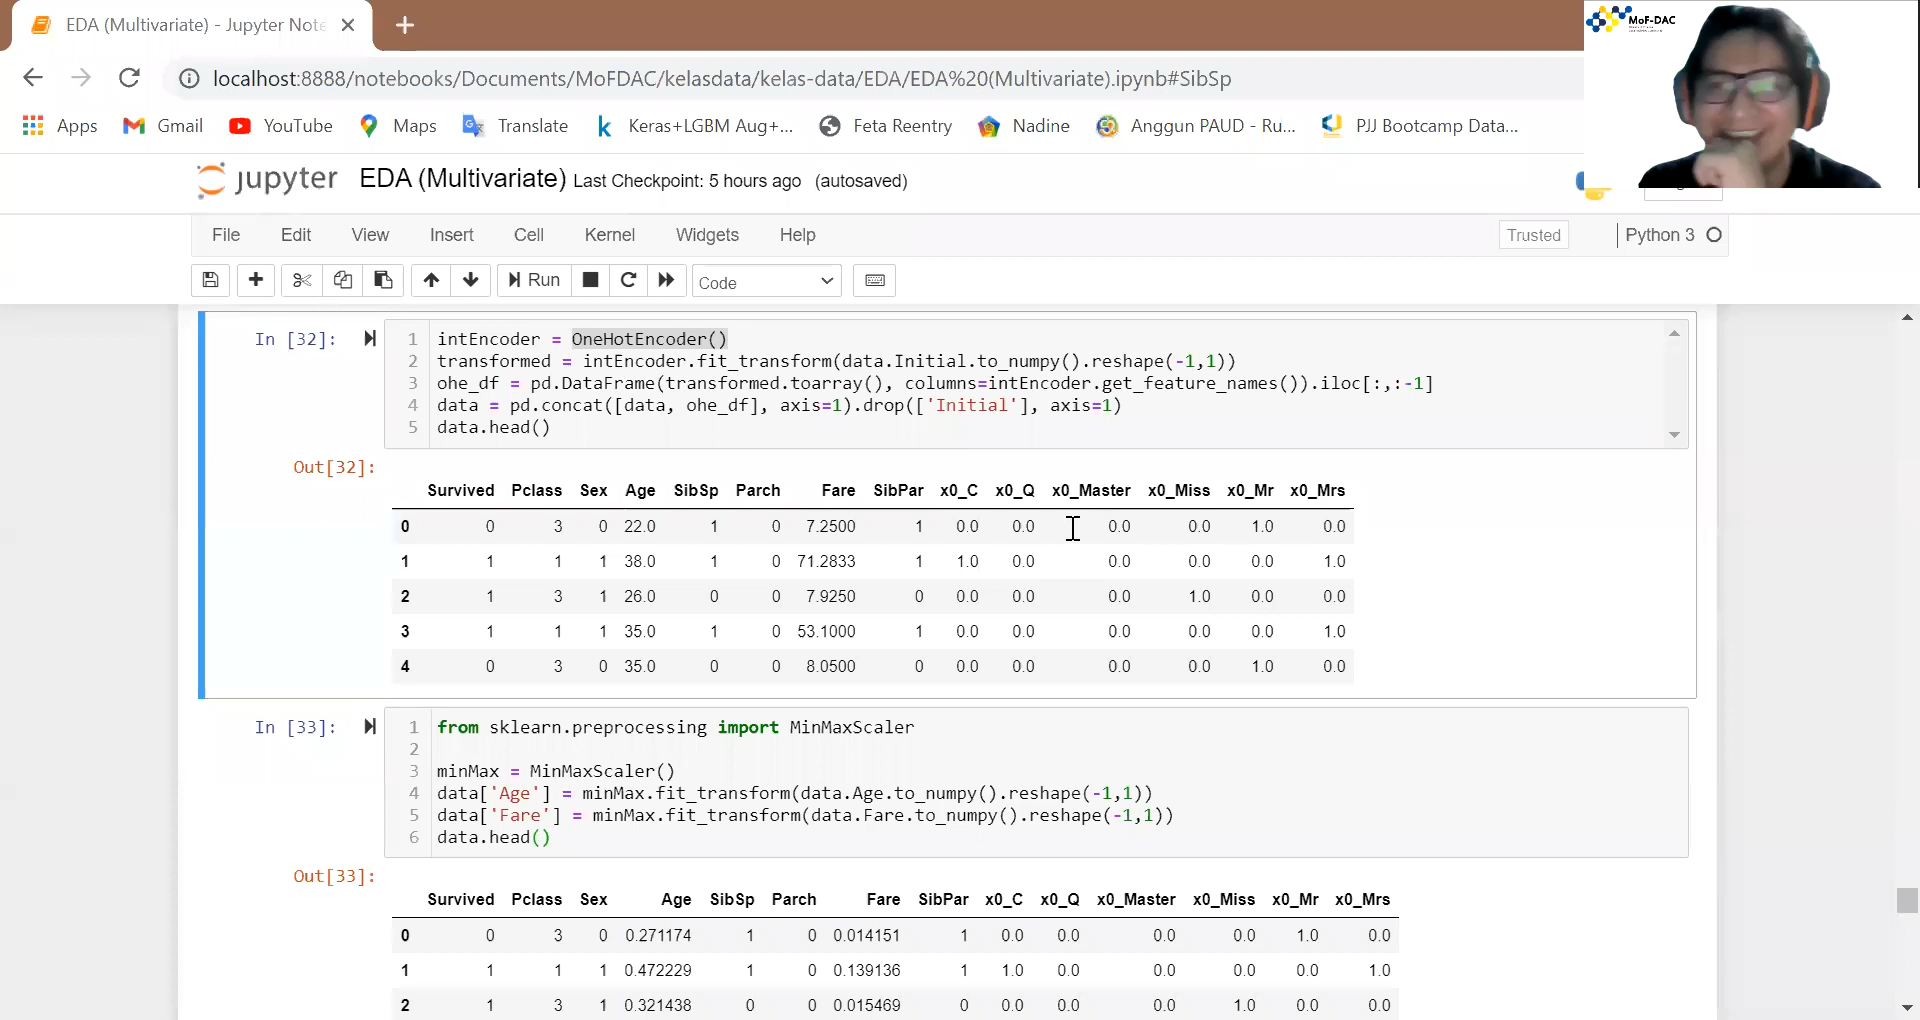 EDA (Multivariate) - Jupyter Note
MoF-DAC
localhost:8888/notebooks/Documents/MoFDAC/kelasdata/kelas-data/EDA/EDA%20(Multivariate).ipynb#SibSp
Apps Gmail YouTube Maps Translate Keras+LGBM Aug+... Feta Reentry Nadine Anggun PAUD - Ru... PJJ Bootcamp Data...
jupyter EDA (Multivariate) Last Checkpoint: 5 hours ago (autosaved)
File Edit View Insert Cell Kernel Widgets Help Trusted Python 3
Run Code
In [32]:
1 intEncoder = OneHotEncoder()
2 transformed = intEncoder.fit_transform(data.Initial.to_numpy().reshape(-1,1))
3 ohe_df = pd.DataFrame(transformed.toarray(), columns=intEncoder.get_feature_names()).iloc[:,:-1]
4 data = pd.concat([data, ohe_df], axis=1).drop(['Initial'], axis=1)
5 data.head()
Out[32]:
Survived Pclass Sex Age SibSp Parch Fare SibPar x0_C x0_Q x0_Master x0_Miss x0_Mr x0_Mrs
0 0 3 0 22.0 1 0 7.2500 1 0.0 0.0 0.0 0.0 1.0 0.0
1 1 1 1 38.0 1 0 71.2833 1 1.0 0.0 0.0 0.0 0.0 1.0
2 1 3 1 26.0 0 0 7.9250 0 0.0 0.0 0.0 1.0 0.0 0.0
3 1 1 1 35.0 1 0 53.1000 1 0.0 0.0 0.0 0.0 0.0 1.0
4 0 3 0 35.0 0 0 8.0500 0 0.0 0.0 0.0 0.0 1.0 0.0
In [33]:
1 from sklearn.preprocessing import MinMaxScaler
2
3 minMax = MinMaxScaler()
4 data['Age'] = minMax.fit_transform(data.Age.to_numpy().reshape(-1,1))
5 data['Fare'] = minMax.fit_transform(data.Fare.to_numpy().reshape(-1,1))
6 data.head()
Out[33]:
Survived Pclass Sex Age SibSp Parch Fare SibPar x0_C x0_Q x0_Master x0_Miss x0_Mr x0_Mrs
0 0 3 0 0.271174 1 0 0.014151 1 0.0 0.0 0.0 0.0 1.0 0.0
1 1 1 1 0.472229 1 0 0.139136 1 1.0 0.0 0.0 0.0 0.0 1.0
2 1 3 1 0.321438 0 0 0.015469 0 0.0 0.0 0.0 1.0 0.0 0.0